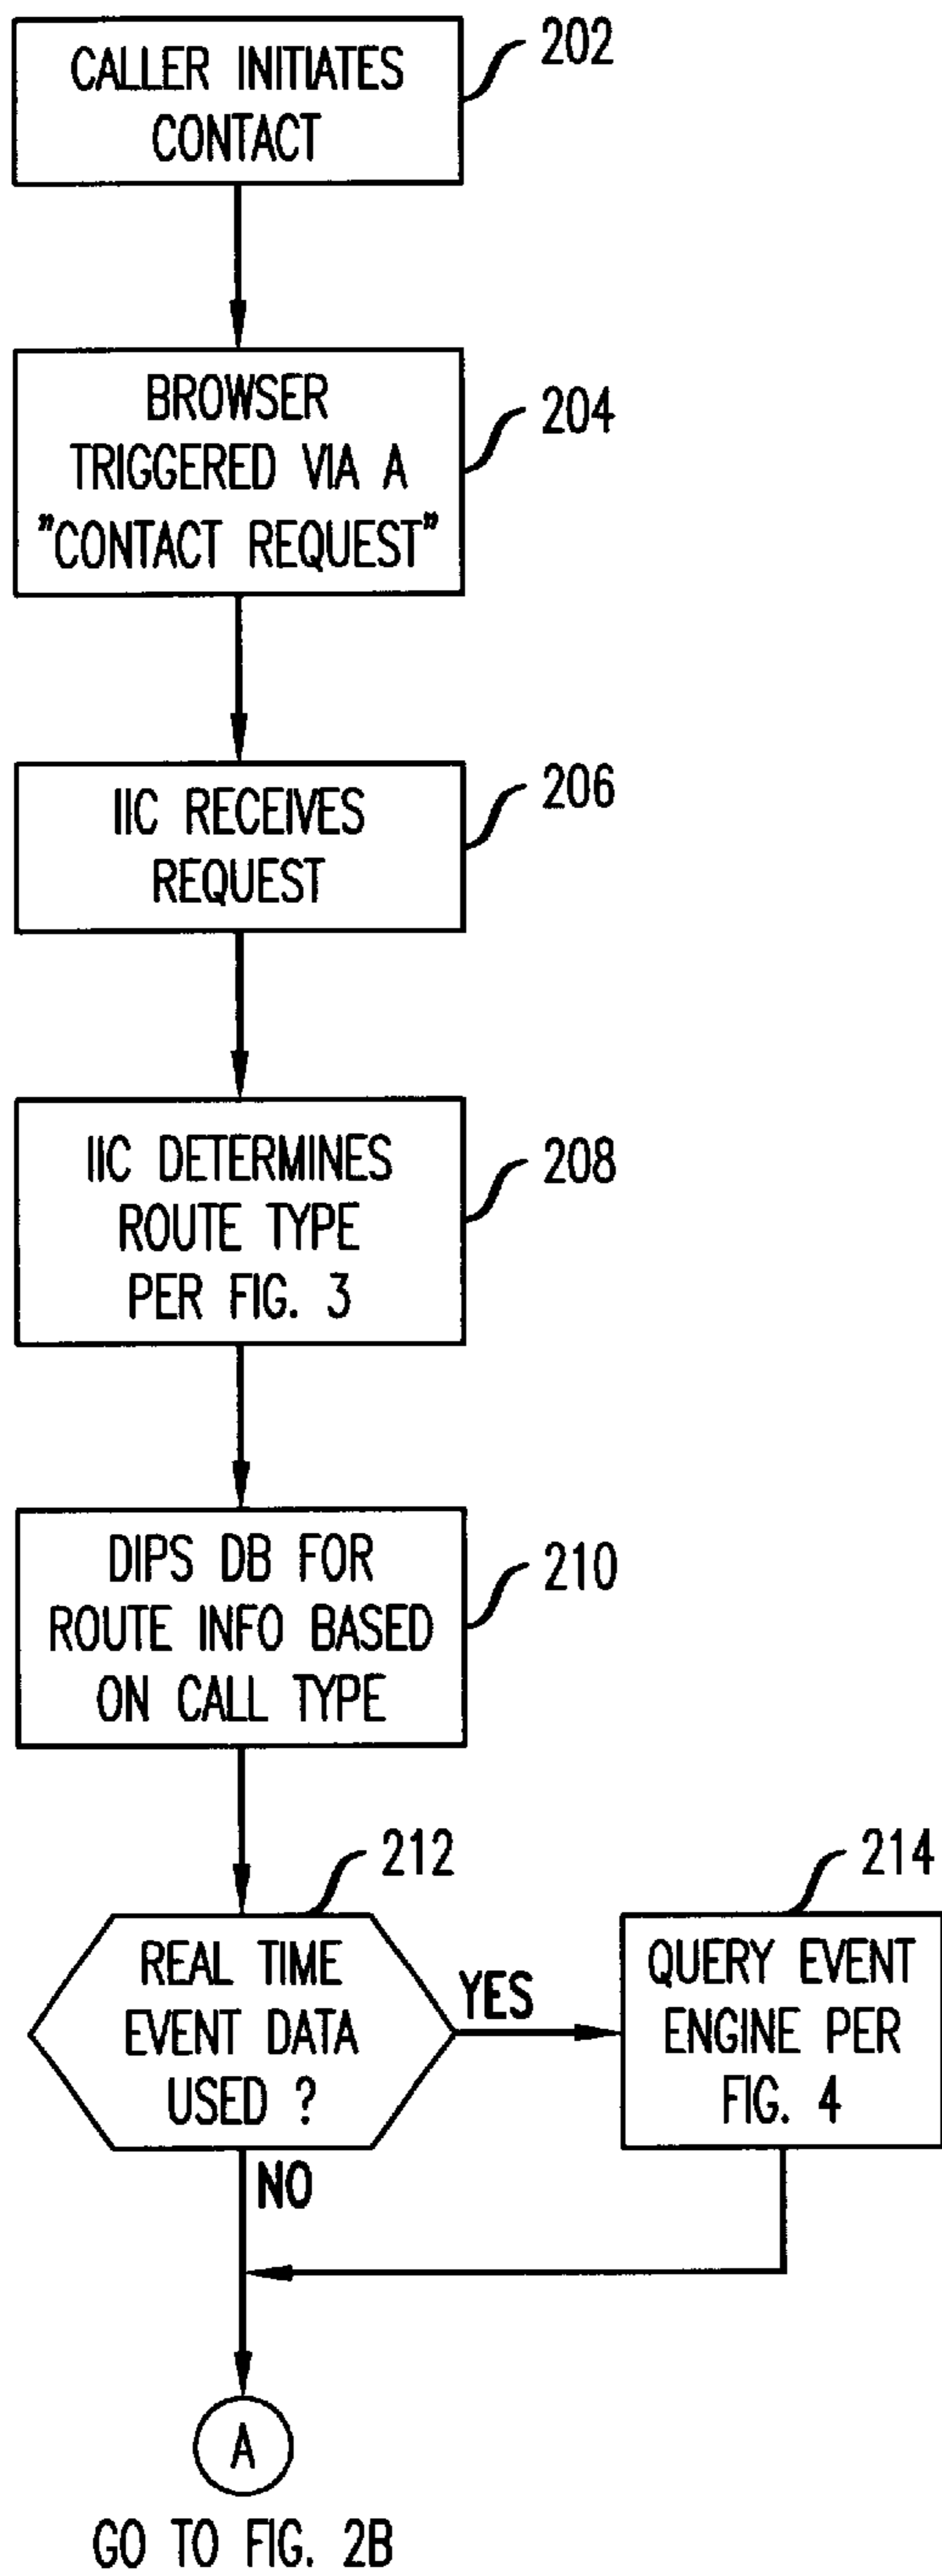 CALLER INITIATES
CONTACT
202
BROWSER
TRIGGERED VIA A
"CONTACT REQUEST"
204
IIC RECEIVES
REQUEST
206
IIC DETERMINES
ROUTE TYPE
PER FIG. 3
208
DIPS DB FOR
ROUTE INFO BASED
ON CALL TYPE
210
212
REAL TIME
EVENT DATA
USED ?
YES
NO
214
QUERY EVENT
ENGINE PER
FIG. 4
A
GO TO FIG. 2B